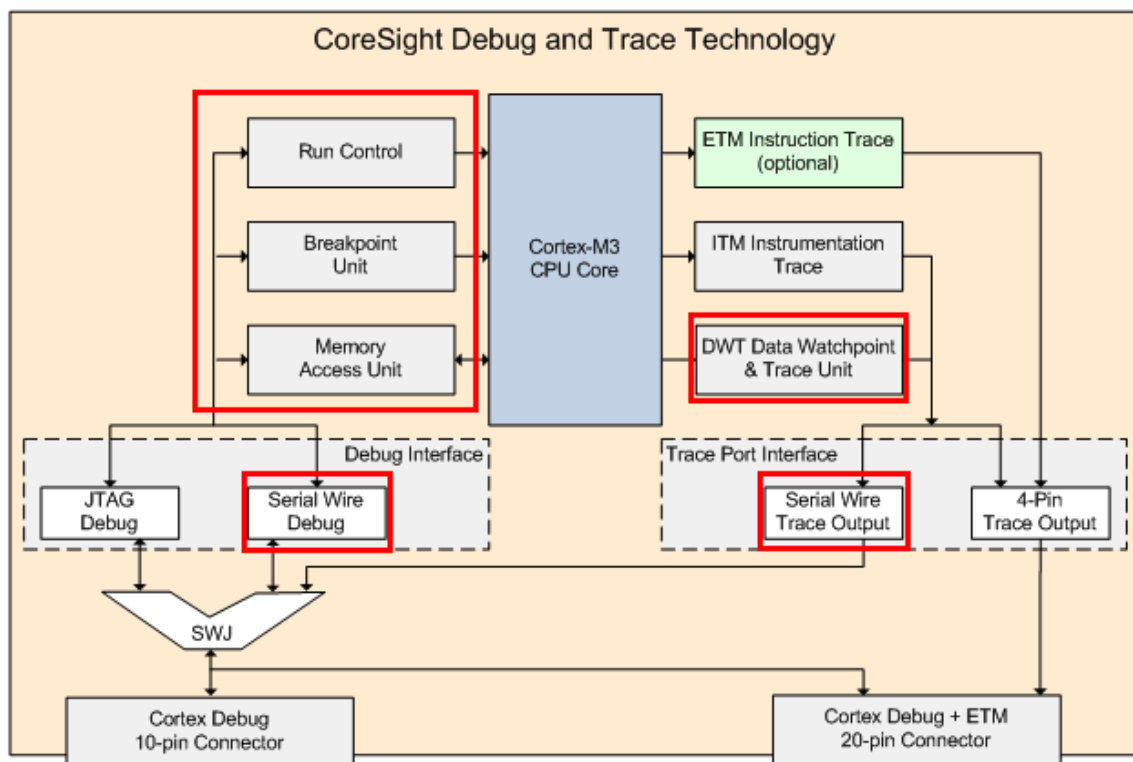 CoreSight Debug and Trace Technology
Run Control
Breakpoint
Unit
Memory
Access Unit
Cortex-M3
CPU Core
ETM Instruction Trace
(optional)
ITM Instrumentation
Trace
DWT Data Watchpoint
& Trace Unit
Debug Interface
JTAG
Debug
Serial Wire
Debug
Trace Port Interface
Serial Wire
Trace Output
4-Pin
Trace Output
SWJ
Cortex Debug
10-pin Connector
Cortex Debug + ETM
20-pin Connector